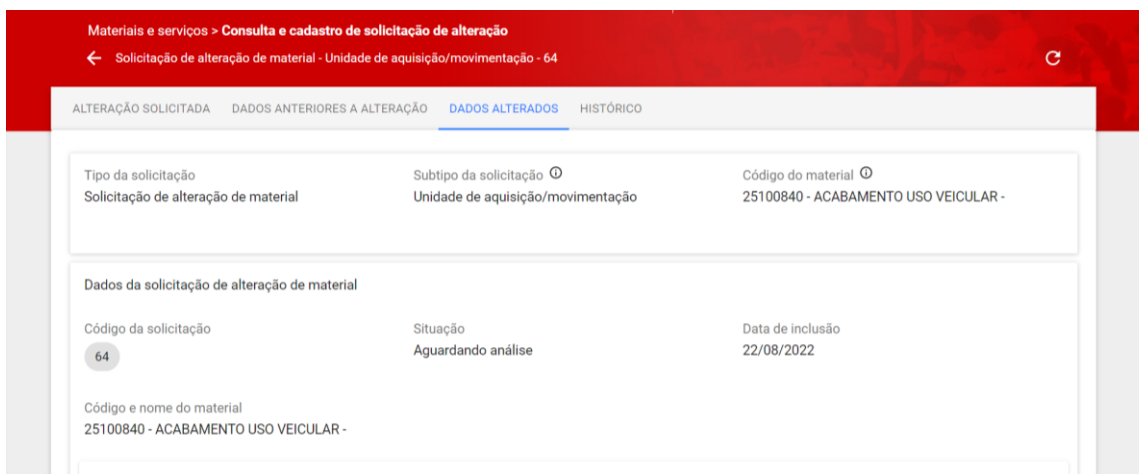 Materiais e serviços > Consulta e cadastro de solicitação de alteração
Solicitação de alteração de material - Unidade de aquisição/movimentação - 64
ALTERAÇÃO SOLICITADA DADOS ANTERIORES A ALTERAÇÃO DADOS ALTERADOS HISTÓRICO
Tipo da solicitação Subtipo da solicitação Código do material
Solicitação de alteração de material Unidade de aquisição/movimentação 25100840 - ACABAMENTO USO VEICULAR -
Dados da solicitação de alteração de material
Código da solicitação Situação Data de inclusão
64 Aguardando análise 22/08/2022
Código e nome do material
25100840 - ACABAMENTO USO VEICULAR -